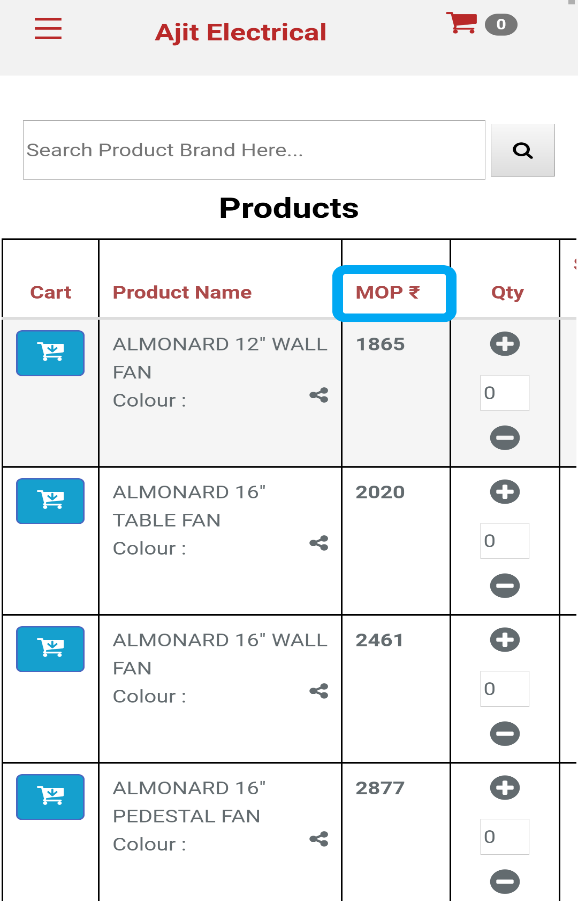 Ajit Electrical
0
Search Product Brand Here...
Products
Cart Product Name MOP ₹ Qty
ALMONARD 12" WALL 1865
FAN
Colour :
0
ALMONARD 16" 2020
TABLE FAN
Colour :
0
ALMONARD 16" WALL 2461
FAN
Colour :
0
ALMONARD 16" 2877
PEDESTAL FAN
Colour :
0